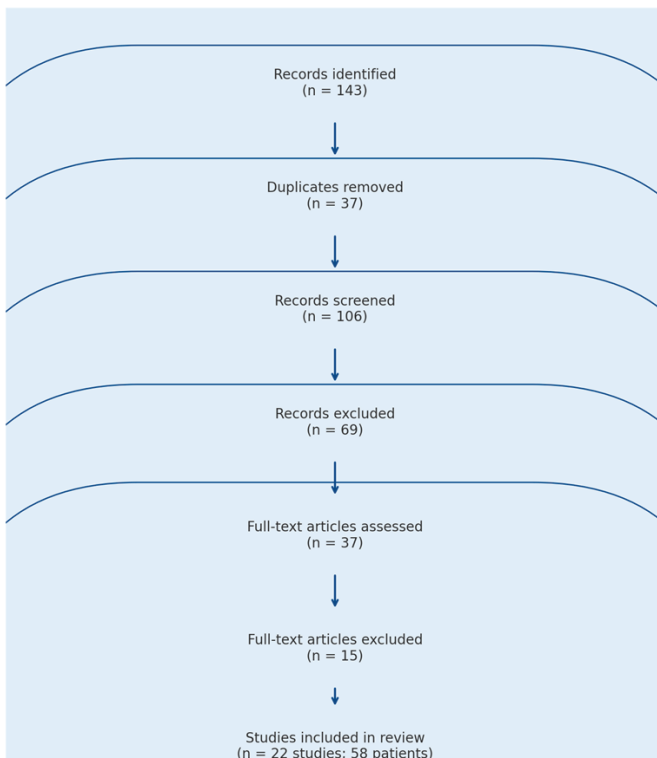 Records identified
(n = 143)
Duplicates removed
(n = 37)
Records screened
(n = 106)
Records excluded
(n = 69)
Full-text articles assessed
(n = 37)
Full-text articles excluded
(n = 15)
Studies included in review
(n = 22 studies; 58 patients)